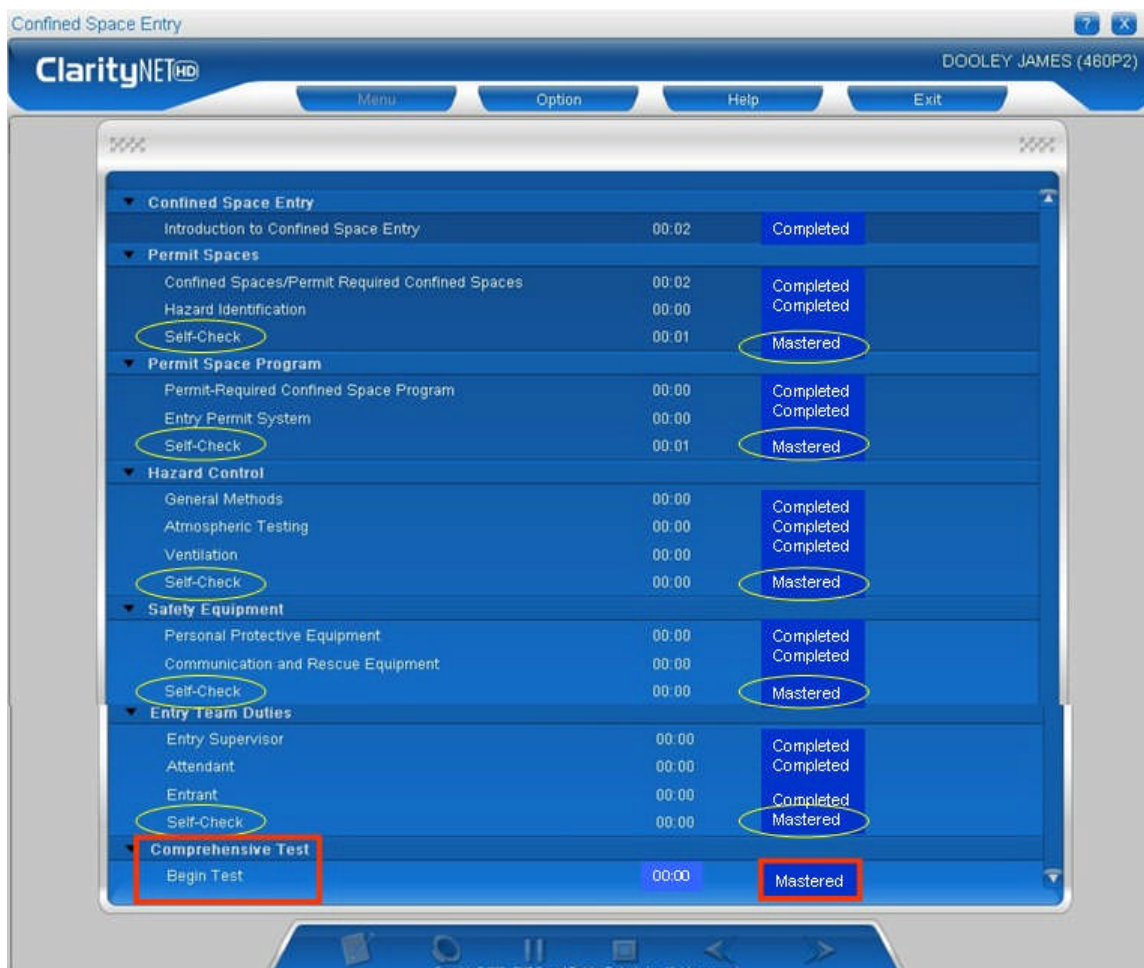 Confined Space Entry
? X
ClarityNET HD
DOOLEY JAMES (460P2)
Menu Option Help Exit
Confined Space Entry
Introduction to Confined Space Entry 00:02 Completed
Permit Spaces
Confined Spaces/Permit Required Confined Spaces 00:02 Completed
Hazard Identification 00:00 Completed
Self-Check 00:01 Mastered
Permit Space Program
Permit-Required Confined Space Program 00:00 Completed
Entry Permit System 00:00 Completed
Self-Check 00:01 Mastered
Hazard Control
General Methods 00:00 Completed
Atmospheric Testing 00:00 Completed
Ventilation 00:00 Completed
Self-Check 00:00 Mastered
Safety Equipment
Personal Protective Equipment 00:00 Completed
Communication and Rescue Equipment 00:00 Completed
Self-Check 00:00 Mastered
Entry Team Duties
Entry Supervisor 00:00 Completed
Attendant 00:00 Completed
Entrant 00:00 Completed
Self-Check 00:00 Mastered
Comprehensive Test
Begin Test 00:00 Mastered